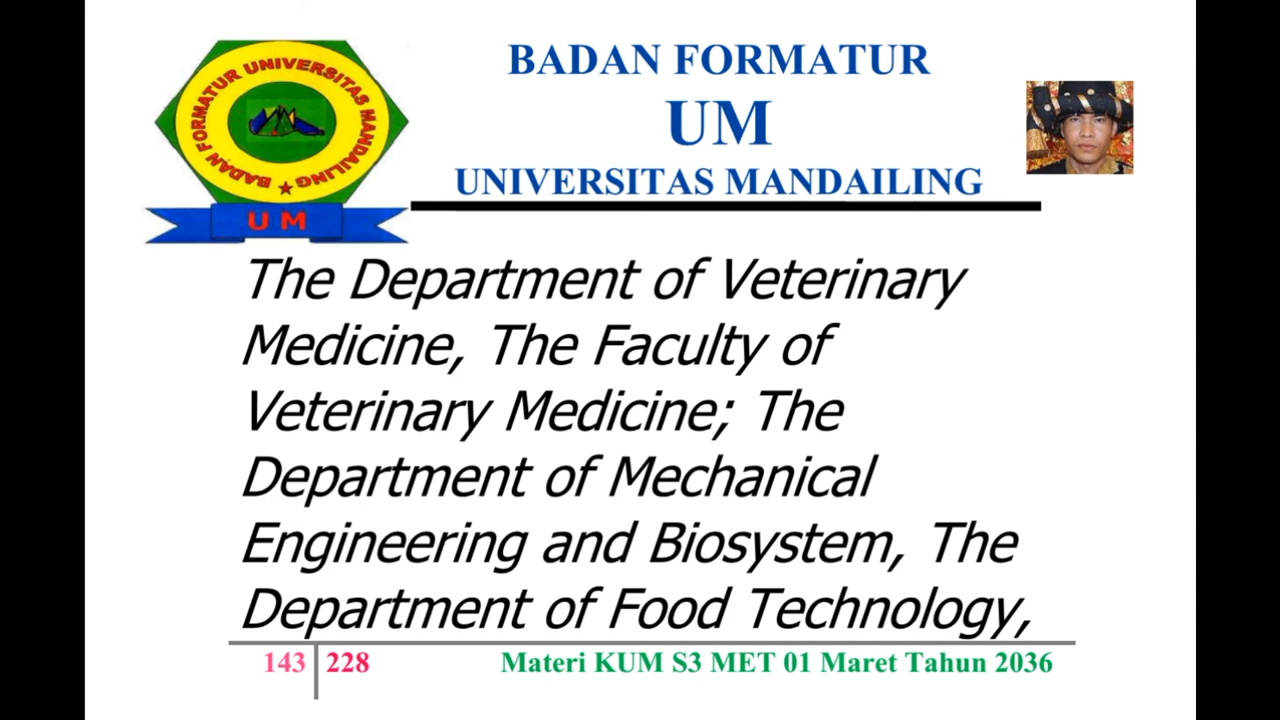 BADAN FORMATUR UNIVERSITAS MANDAILING
BADAN ★
UM
BADAN FORMATUR
UM
UNIVERSITAS MANDAILING
The Department of Veterinary
Medicine, The Faculty of
Veterinary Medicine; The
Department of Mechanical
Engineering and Biosystem, The
Department of Food Technology,
143 228
Materi KUM S3 MET 01 Maret Tahun 2036